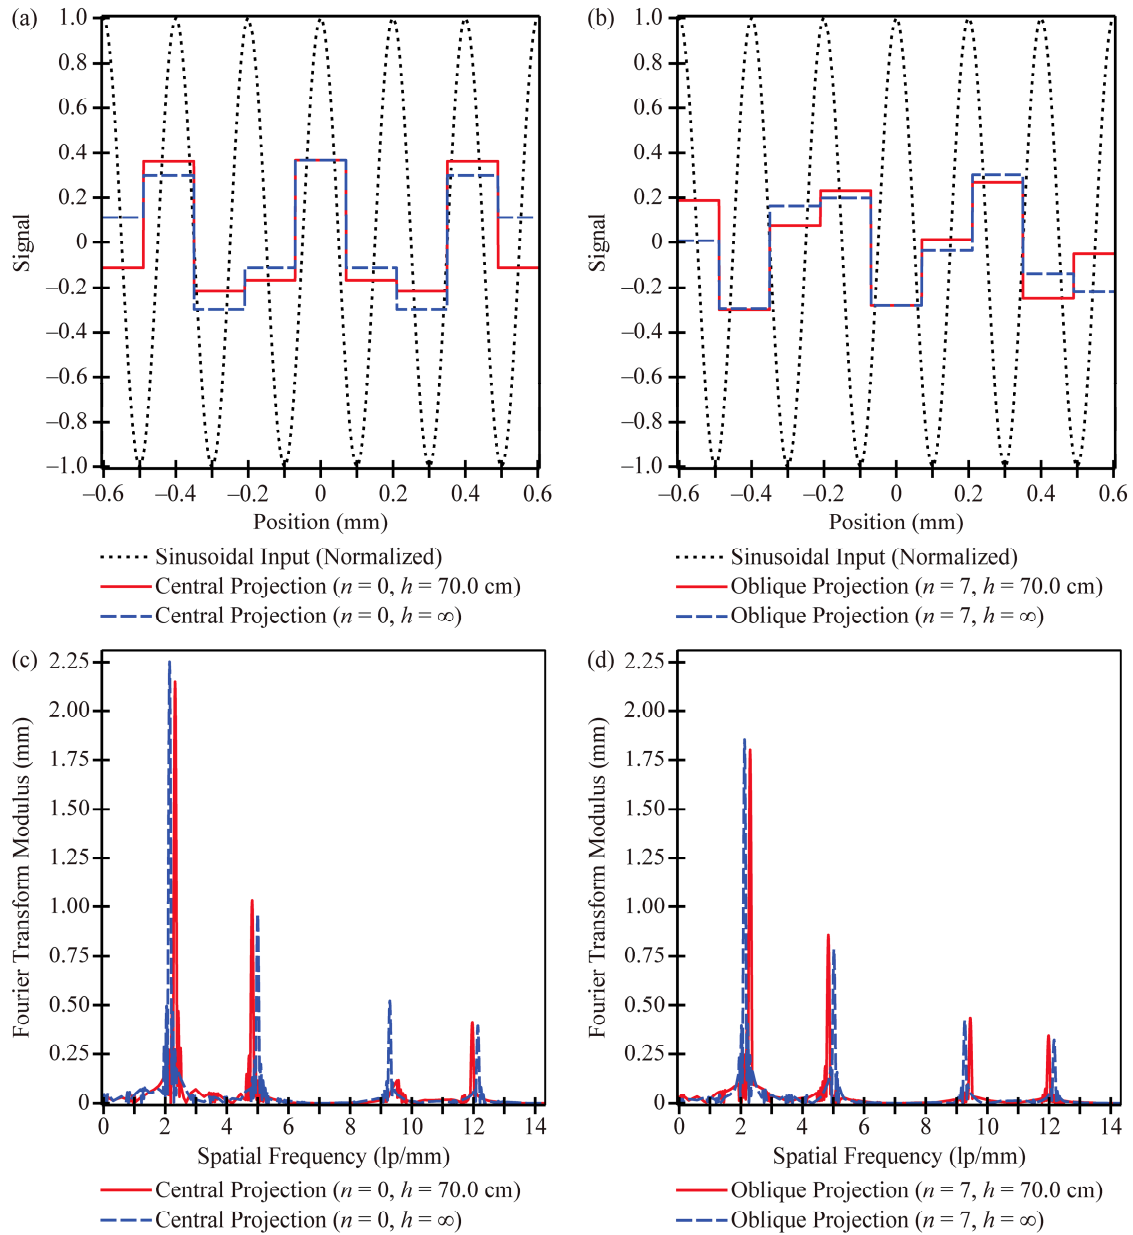 (a)
1.0
0.8
0.6
0.4
0.2
0
–0.2
–0.4
–0.6
–0.8
–1.0
Signal
–0.6 –0.4 –0.2 0 0.2 0.4 0.6
Position (mm)
Sinusoidal Input (Normalized)
Central Projection (n = 0, h = 70.0 cm)
Central Projection (n = 0, h = ∞)
(b)
1.0
0.8
0.6
0.4
0.2
0
–0.2
–0.4
–0.6
–0.8
–1.0
Signal
–0.6 –0.4 –0.2 0 0.2 0.4 0.6
Position (mm)
Sinusoidal Input (Normalized)
Oblique Projection (n = 7, h = 70.0 cm)
Oblique Projection (n = 7, h = ∞)
(c)
2.25
2.00
1.75
1.50
1.25
1.00
0.75
0.50
0.25
0
Fourier Transform Modulus (mm)
0 2 4 6 8 10 12 14
Spatial Frequency (lp/mm)
Central Projection (n = 0, h = 70.0 cm)
Central Projection (n = 0, h = ∞)
(d)
2.25
2.00
1.75
1.50
1.25
1.00
0.75
0.50
0.25
0
Fourier Transform Modulus (mm)
0 2 4 6 8 10 12 14
Spatial Frequency (lp/mm)
Oblique Projection (n = 7, h = 70.0 cm)
Oblique Projection (n = 7, h = ∞)